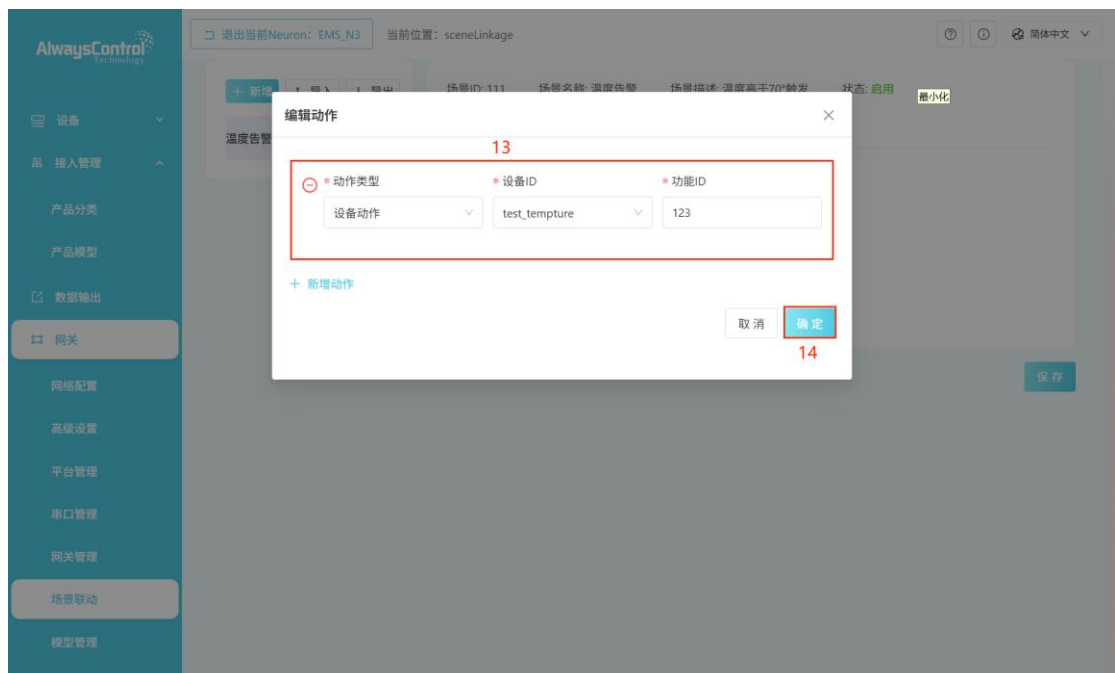 AlwaysControl
Technology
退出当前Neuron: EMS_N3
当前位置: sceneLinkage
简体中文
设备
接入管理
产品分类
产品模型
数据输出
网关
网络配置
高级设置
平台管理
串口管理
网关管理
场景联动
模型管理
+ 新增
导入
导出
温度告警
场景ID: 111
场景名称: 温度告警
场景描述: 温度高于70°触发
状态: 启用
最小化
编辑动作
13
* 动作类型
* 设备ID
* 功能ID
设备动作
test_tempture
123
+ 新增动作
取 消
确 定
14
保 存